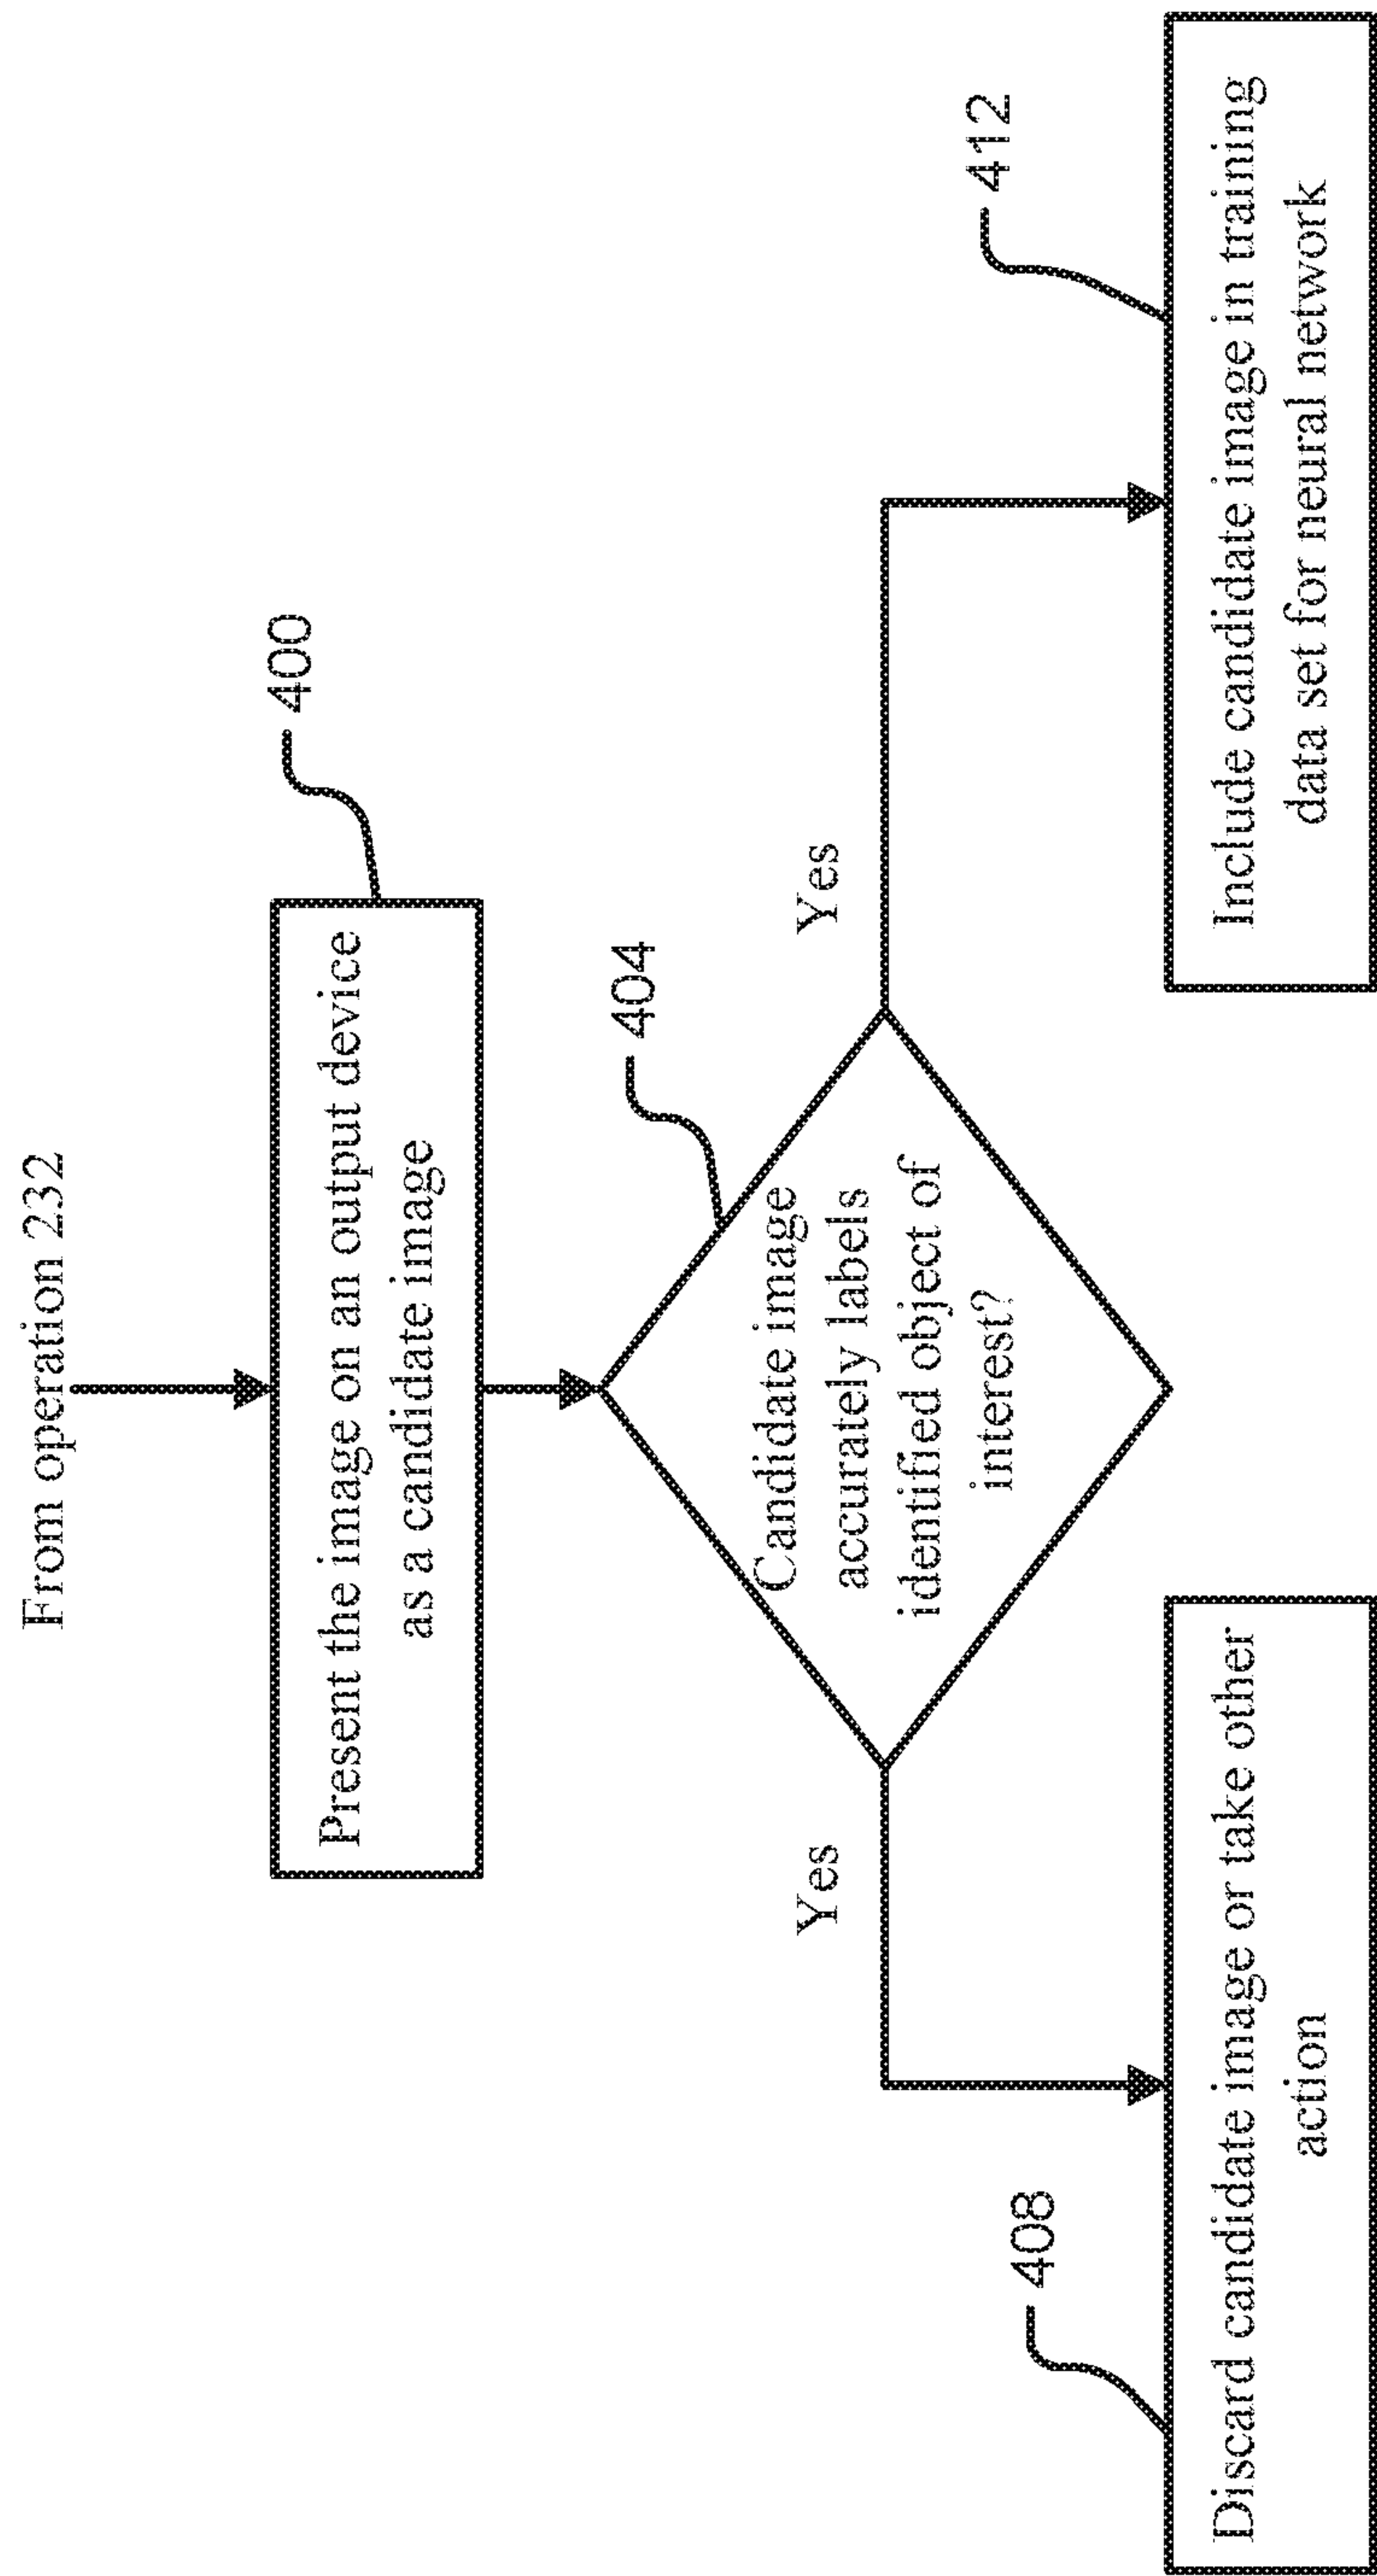 From operation 232
400
Present the image on an output device
as a candidate image
404
Candidate image
accurately labels
identified object of
interest?
Yes
Yes
408
412
Discard candidate image or take other
action
Include candidate image in training
data set for neural network